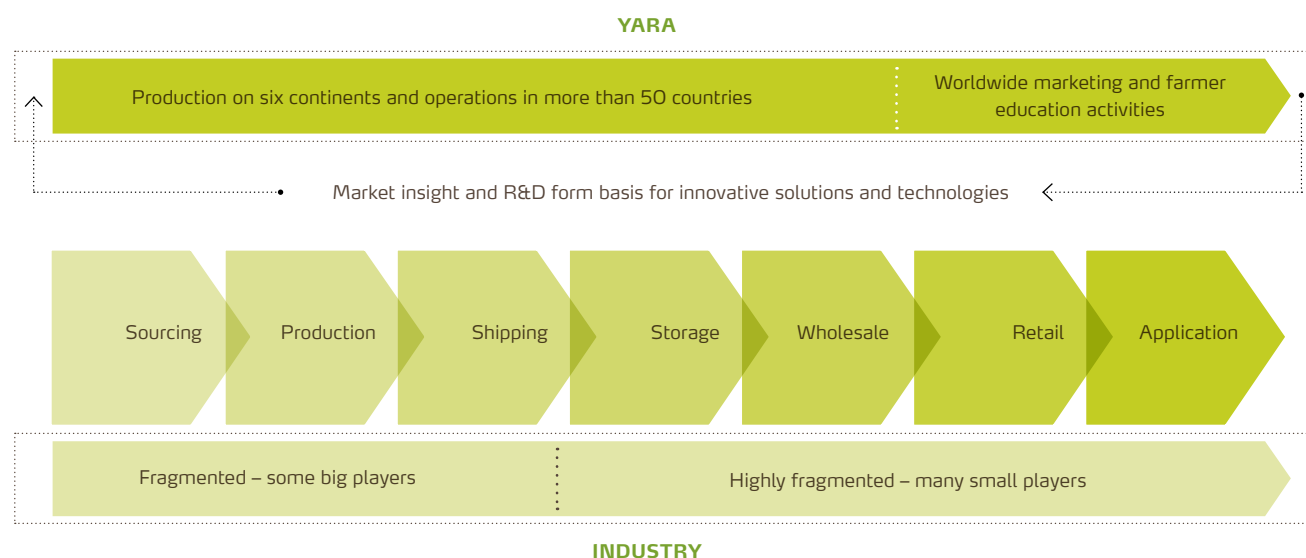 YARA
Production on six continents and operations in more than 50 countries
Worldwide marketing and farmer
education activities
Market insight and R&D form basis for innovative solutions and technologies
Sourcing
Production
Shipping
Storage
Wholesale
Retail
Application
Fragmented – some big players
Highly fragmented – many small players
INDUSTRY